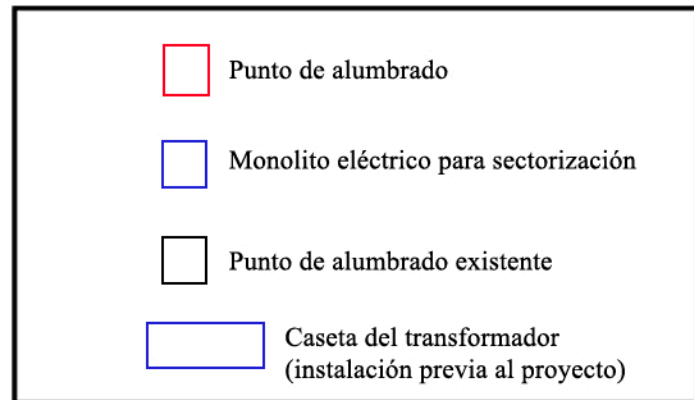 Punto de alumbrado
Monolito eléctrico para sectorización
Punto de alumbrado existente
Caseta del transformador
(instalación previa al proyecto)